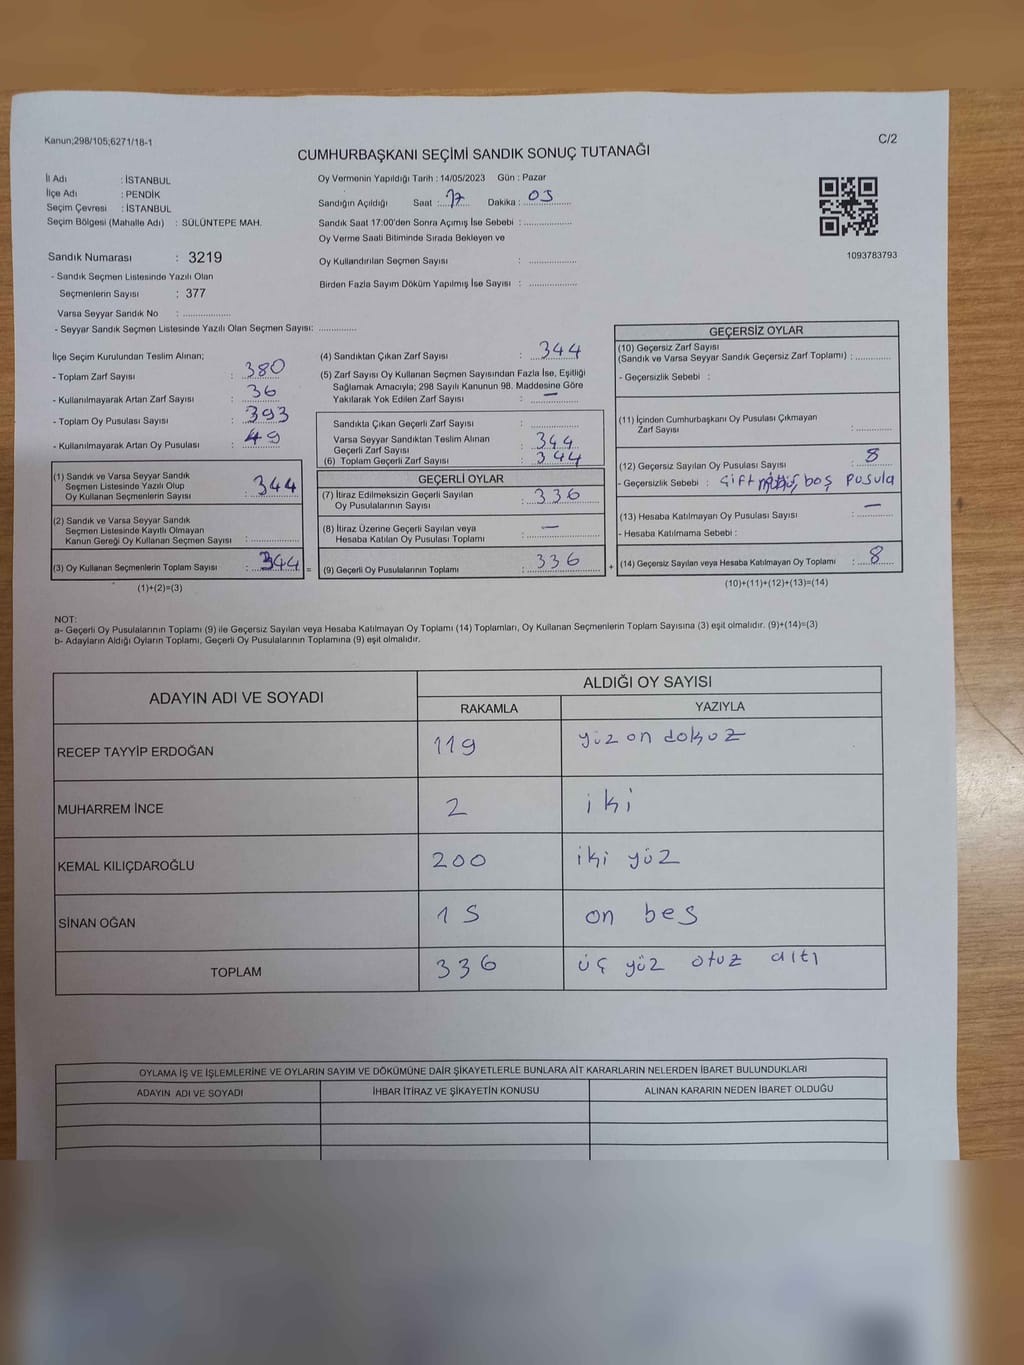 Kanun;298/105;6271/18-1
C/2
CUMHURBAŞKANI SEÇİMİ SANDIK SONUÇ TUTANAĞI
İl Adı : İSTANBUL
İlçe Adı : PENDİK
Seçim Çevresi : İSTANBUL
Seçim Bölgesi (Mahalle Adı) : SÜLÜNTEPE MAH.
Sandık Numarası : 3219
- Sandık Seçmen Listesinde Yazılı Olan
Seçmenlerin Sayısı : 377
Varsa Seyyar Sandık No : ..................
- Seyyar Sandık Seçmen Listesinde Yazılı Olan Seçmen Sayısı: ..............
Oy Vermenin Yapıldığı Tarih : 14/05/2023 Gün : Pazar
Sandığın Açıldığı Saat : 17 Dakika : 03
Sandık Saat 17:00'den Sonra Açımış İse Sebebi : ..................
Oy Verme Saati Bitiminde Sırada Bekleyen ve
Oy Kullandırılan Seçmen Sayısı : ..................
Birden Fazla Sayım Döküm Yapılmış İse Sayısı : ..................
1093783793
İlçe Seçim Kurulundan Teslim Alınan;
- Toplam Zarf Sayısı : 380
- Kullanılmayarak Artan Zarf Sayısı : 36
- Toplam Oy Pusulası Sayısı : 393
- Kullanılmayarak Artan Oy Pusulası : 49
(1) Sandık ve Varsa Seyyar Sandık
Seçmen Listesinde Yazılı Olup
Oy Kullanan Seçmenlerin Sayısı : 344
(2) Sandık ve Varsa Seyyar Sandık
Seçmen Listesinde Kayıtlı Olmayan
Kanun Gereği Oy Kullanan Seçmen Sayısı : ..................
(3) Oy Kullanan Seçmenlerin Toplam Sayısı : 344 =
(1)+(2)=(3)
(4) Sandıktan Çıkan Zarf Sayısı : 344
(5) Zarf Sayısı Oy Kullanan Seçmen Sayısından Fazla İse, Eşitliği
Sağlamak Amacıyla; 298 Sayılı Kanunun 98. Maddesine Göre
Yakılarak Yok Edilen Zarf Sayısı : —
Sandıkta Çıkan Geçerli Zarf Sayısı : ..................
Varsa Seyyar Sandıktan Teslim Alınan
Geçerli Zarf Sayısı : 344
(6) Toplam Geçerli Zarf Sayısı : 344
GEÇERLİ OYLAR
(7) İtiraz Edilmeksizin Geçerli Sayılan
Oy Pusulalarının Sayısı : 336
(8) İtiraz Üzerine Geçerli Sayılan veya
Hesaba Katılan Oy Pusulası Toplamı : —
(9) Geçerli Oy Pusulalarının Toplamı : 336 +
GEÇERSİZ OYLAR
(10) Geçersiz Zarf Sayısı
(Sandık ve Varsa Seyyar Sandık Geçersiz Zarf Toplamı) : ............
- Geçersizlik Sebebi :
(11) İçinden Cumhurbaşkanı Oy Pusulası Çıkmayan
Zarf Sayısı : ............
(12) Geçersiz Sayılan Oy Pusulası Sayısı : 8
- Geçersizlik Sebebi : Çift boş Pusula
(13) Hesaba Katılmayan Oy Pusulası Sayısı : —
- Hesaba Katılmama Sebebi :
(14) Geçersiz Sayılan veya Hesaba Katılmayan Oy Toplamı : 8
(10)+(11)+(12)+(13)=(14)
NOT:
a- Geçerli Oy Pusulalarının Toplamı (9) ile Geçersiz Sayılan veya Hesaba Katılmayan Oy Toplamı (14) Toplamları, Oy Kullanan Seçmenlerin Toplam Sayısına (3) eşit olmalıdır. (9)+(14)=(3)
b- Adayların Aldığı Oyların Toplamı, Geçerli Oy Pusulalarının Toplamına (9) eşit olmalıdır.
ADAYIN ADI VE SOYADI ALDIĞI OY SAYISI
RAKAMLA YAZIYLA
RECEP TAYYİP ERDOĞAN 119 yüz on dokuz
MUHARREM İNCE 2 iki
KEMAL KILIÇDAROĞLU 200 iki yüz
SİNAN OĞAN 15 on beş
TOPLAM 336 üç yüz otuz altı
OYLAMA İŞ VE İŞLEMLERİNE VE OYLARIN SAYIM VE DÖKÜMÜNE DAİR ŞİKAYETLERLE BUNLARA AİT KARARLARIN NELERDEN İBARET BULUNDUKLARI
ADAYIN ADI VE SOYADI İHBAR İTİRAZ VE ŞİKAYETİN KONUSU ALINAN KARARIN NEDEN İBARET OLDUĞU